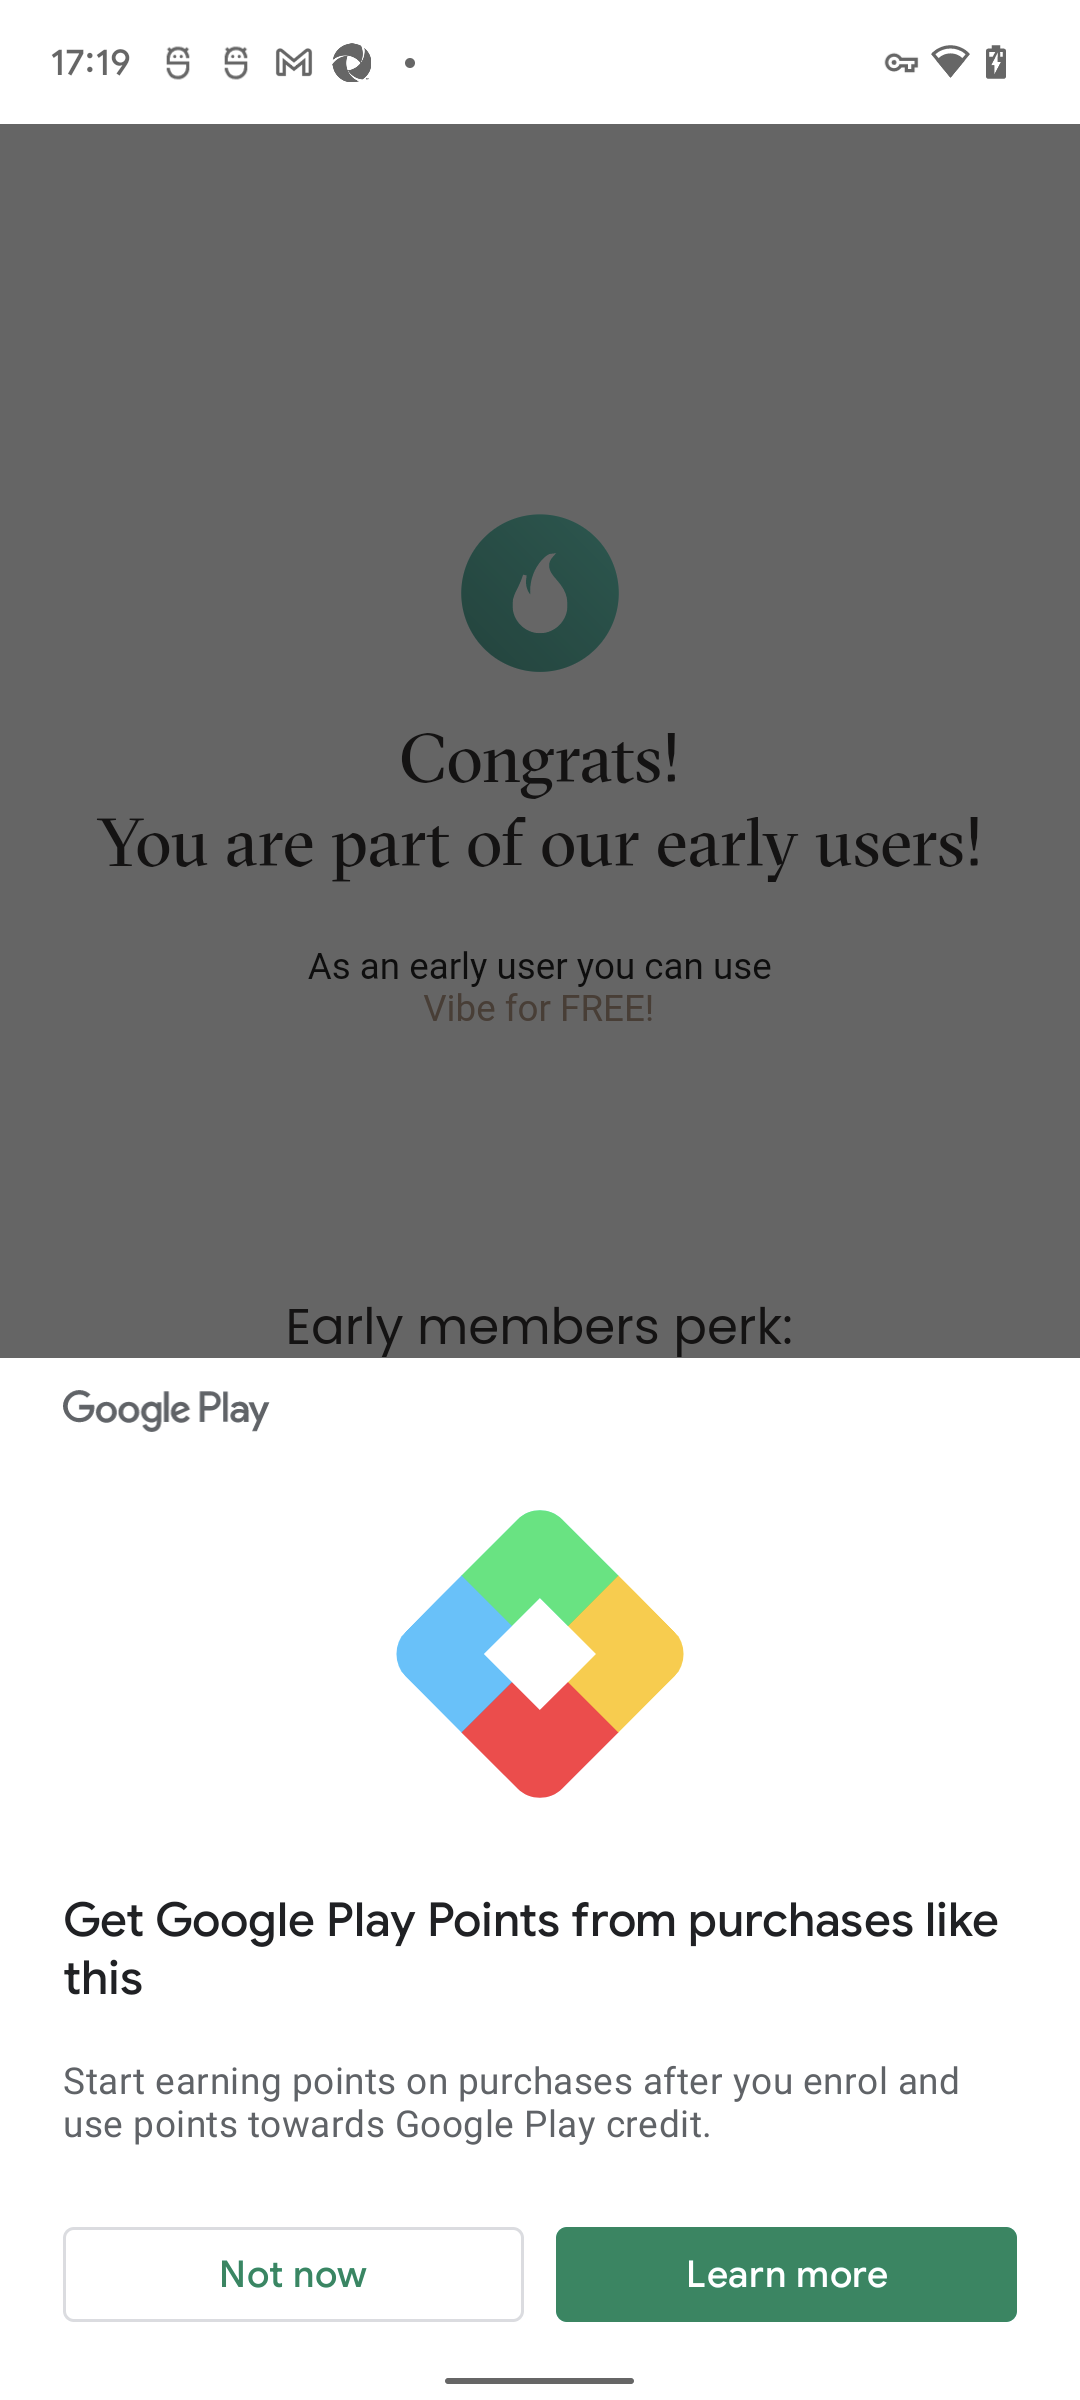 17:19
Congrats!
You are part of our early users!
As an early user you can use
Vibe for FREE!
Early members perk:
Google Play
Get Google Play Points from purchases like
this
Start earning points on purchases after you enrol and
use points towards Google Play credit.
Not now
Learn more